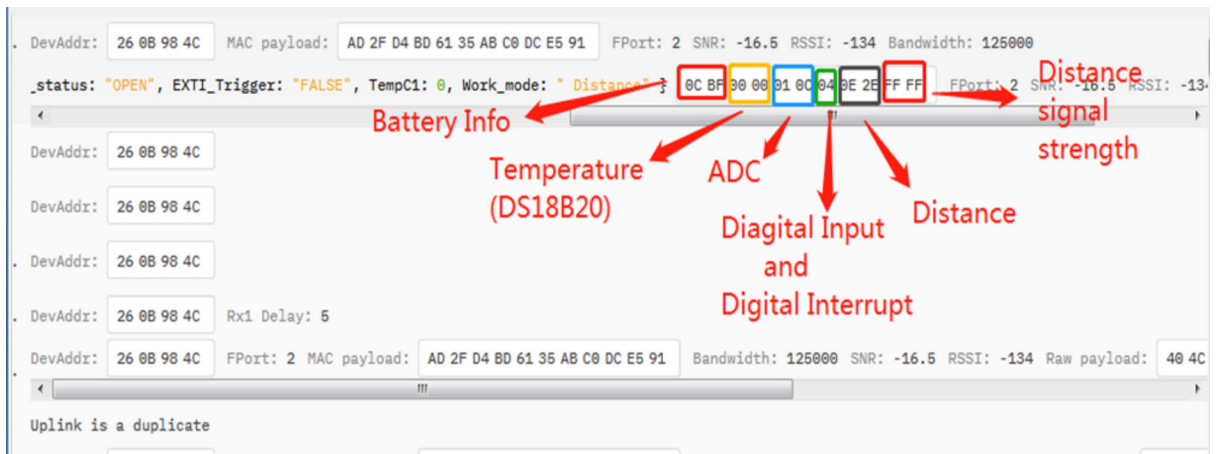 . DevAddr: 26 0B 98 4C MAC payload: AD 2F D4 BD 61 35 AB C0 DC E5 91 FPort: 2 SNR: -16.5 RSSI: -134 Bandwidth: 125000
_status: "OPEN", EXTI_Trigger: "FALSE", TempC1: 0, Work_mode: " Distance" } 0C BF 00 00 01 0C 04 0E 2E FF FF FPort: 2 SNR: -16.5 RSSI: -13
Battery Info
Temperature
(DS18B20)
ADC
Diagital Input
and
Digital Interrupt
Distance
Distance
signal
strength
DevAddr: 26 0B 98 4C
DevAddr: 26 0B 98 4C
. DevAddr: 26 0B 98 4C
. DevAddr: 26 0B 98 4C Rx1 Delay: 5
. DevAddr: 26 0B 98 4C FPort: 2 MAC payload: AD 2F D4 BD 61 35 AB C0 DC E5 91 Bandwidth: 125000 SNR: -16.5 RSSI: -134 Raw payload: 40 4C
Uplink is a duplicate